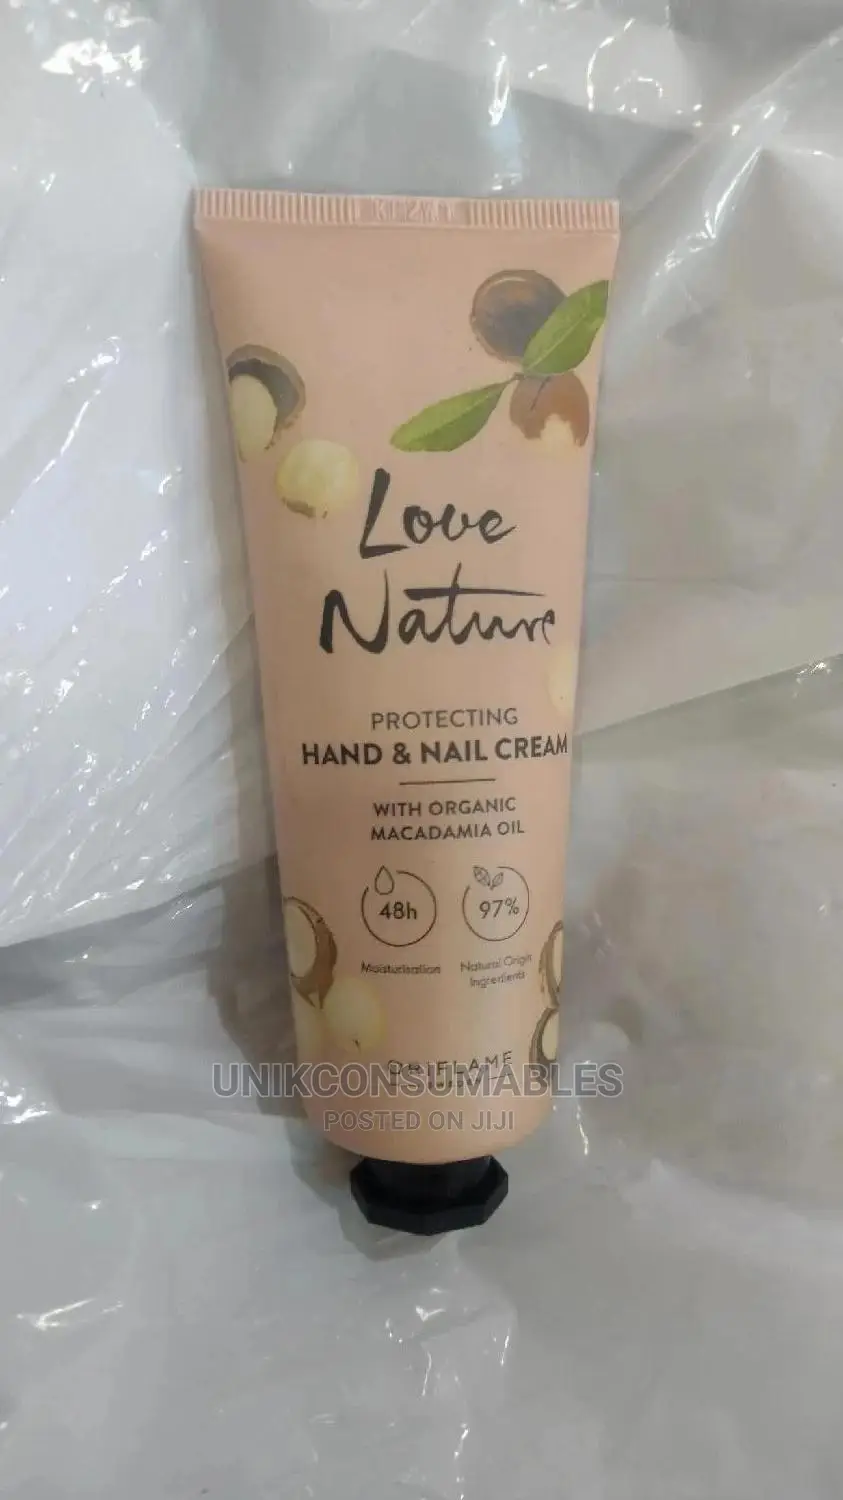 Love
Nature
PROTECTING
HAND & NAIL CREAM
WITH ORGANIC
MACADAMIA OIL
48h
97%
Moisturisation
Natural Origin
Ingredients
ORIFLAME
UNIKCONSUMABLES
POSTED ON JIJI